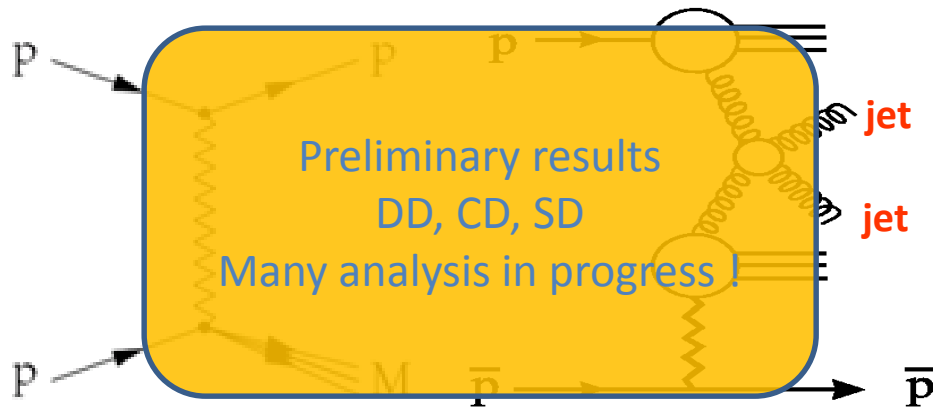 p p p
jet
Preliminary results
DD, CD, SD
jet
Many analysis in progress !
p M p̅ p̅